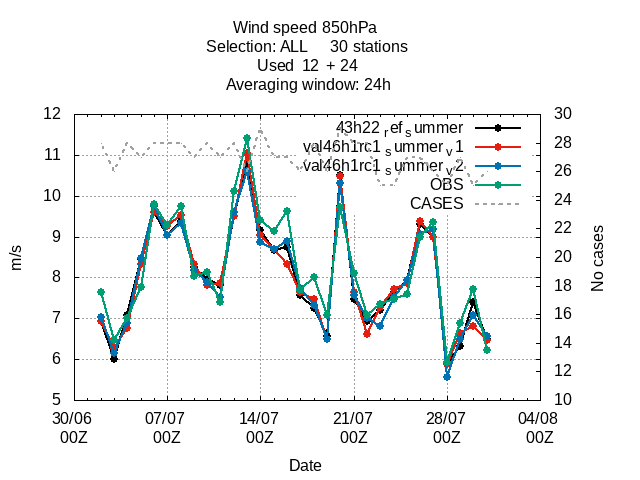 Wind speed 850hPa
Selection: ALL 30 stations
Used 12 + 24
Averaging window: 24h
12 30
43h22 refsummer
28
11 val46h1rc1 summer v1
26
val46h1rc1 summer v2
10 OBS
24
CASES
22
9
20
8
18
7 16
14
6
12
5 10
30/06 07/07 14/07 21/07 28/07 04/08
00Z 00Z 00Z 00Z 00Z 00Z
Date
m/s
No cases